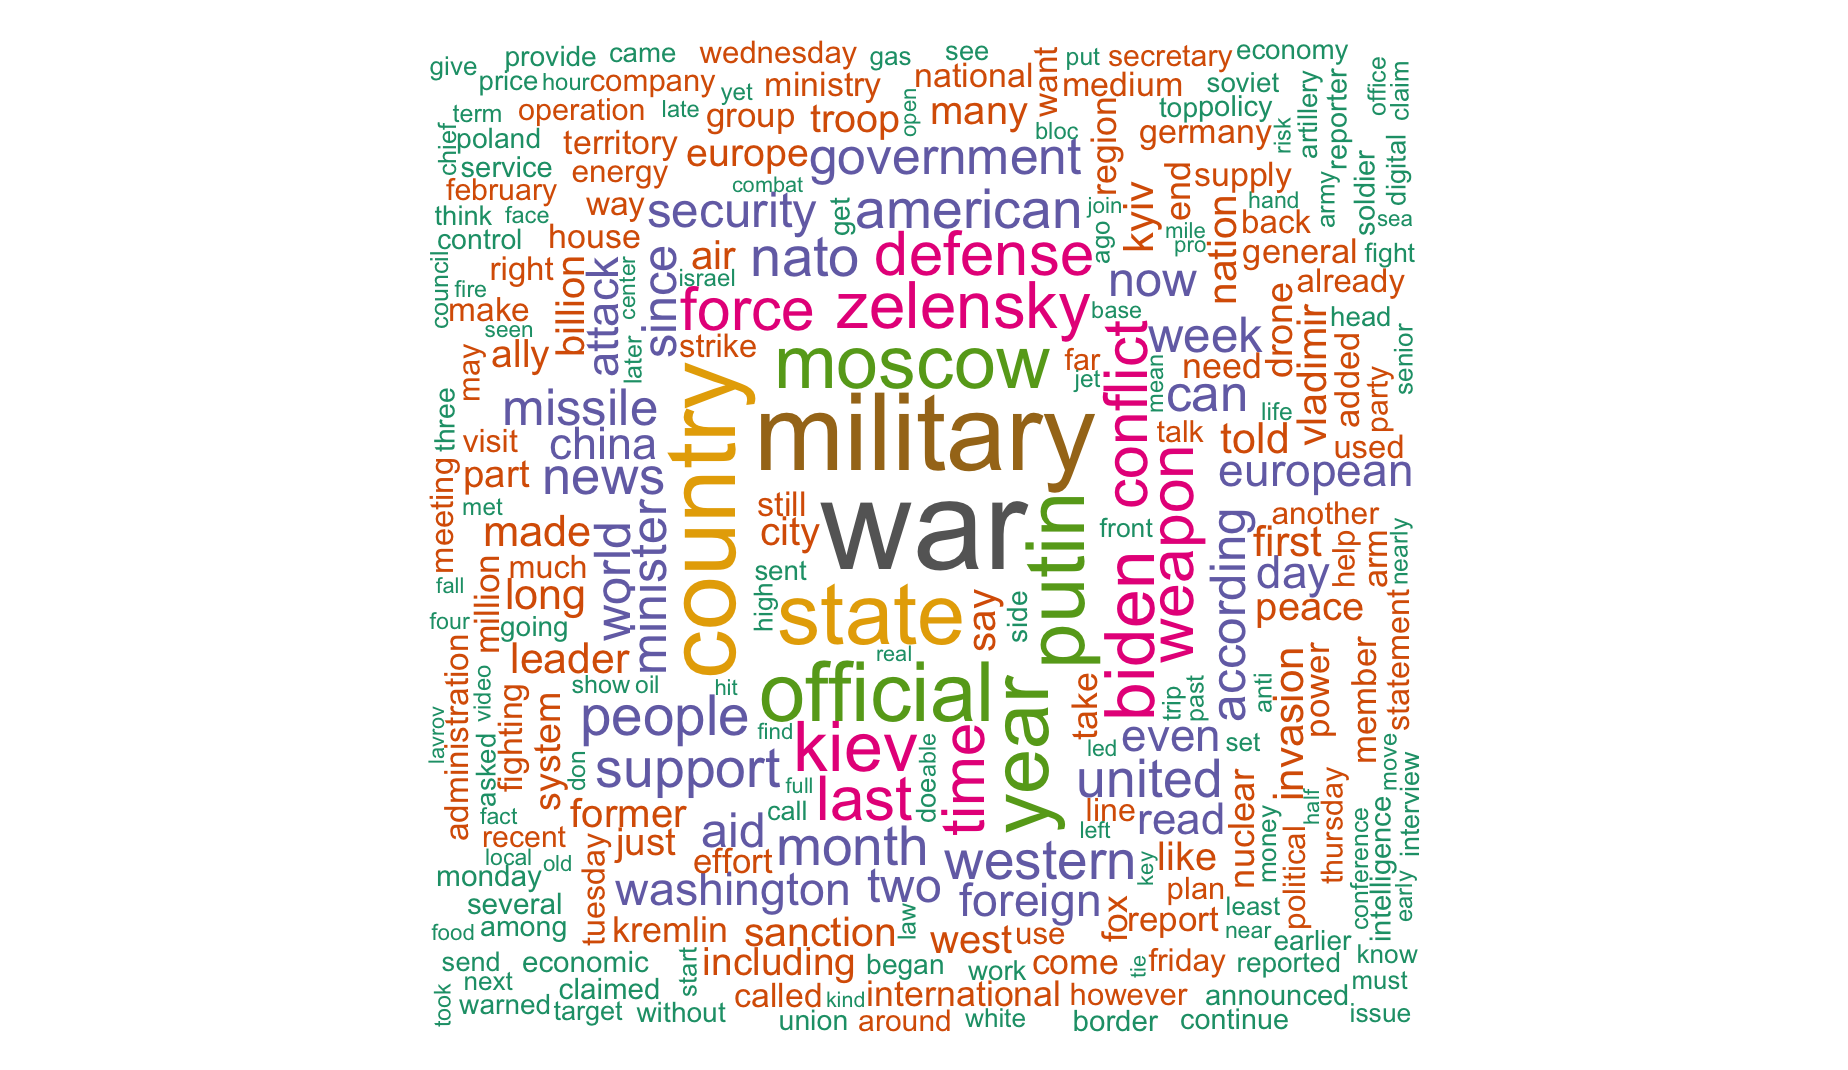 give provide came wednesday gas see put secretary economy
price hour company yet ministry national want medium soviet office claim
term operation late group troop open many bloc toppolicy risk artillery reporter
chief poland territory europe government region germany
service energy combat kyiv end supply army soldier digital
february way security get american join hand sea
think face mile nation back
control house since air nato defense ago pro general fight
council right attack center israel now already
fire billion force zelensky base drone vladimir head
make seen later strike moscow conflict week added senior
may ally far need party
jet mean can life
three missile country military talk told used
visit china weapon european
meeting part news
met still war putin front according another nearly
made world minister city first help arm
fall much sent day
million long high state say side biden peace statement
four going
administration leader real invasion power member
video show oil hit official year take trip past anti
lavrov fighting system people find kiev time led even set move
asked don support full doeable united nuclear half thursday interview
fact former call last line read money conference intelligence
recent just aid month left
local old effort western key like political early
monday tuesday washington two foreign plan
several law fox report least
food among kremlin sanction west use near earlier
send economic start including began work come tie friday reported know
next claimed called kind international however announced must
took warned target without union around white border continue issue